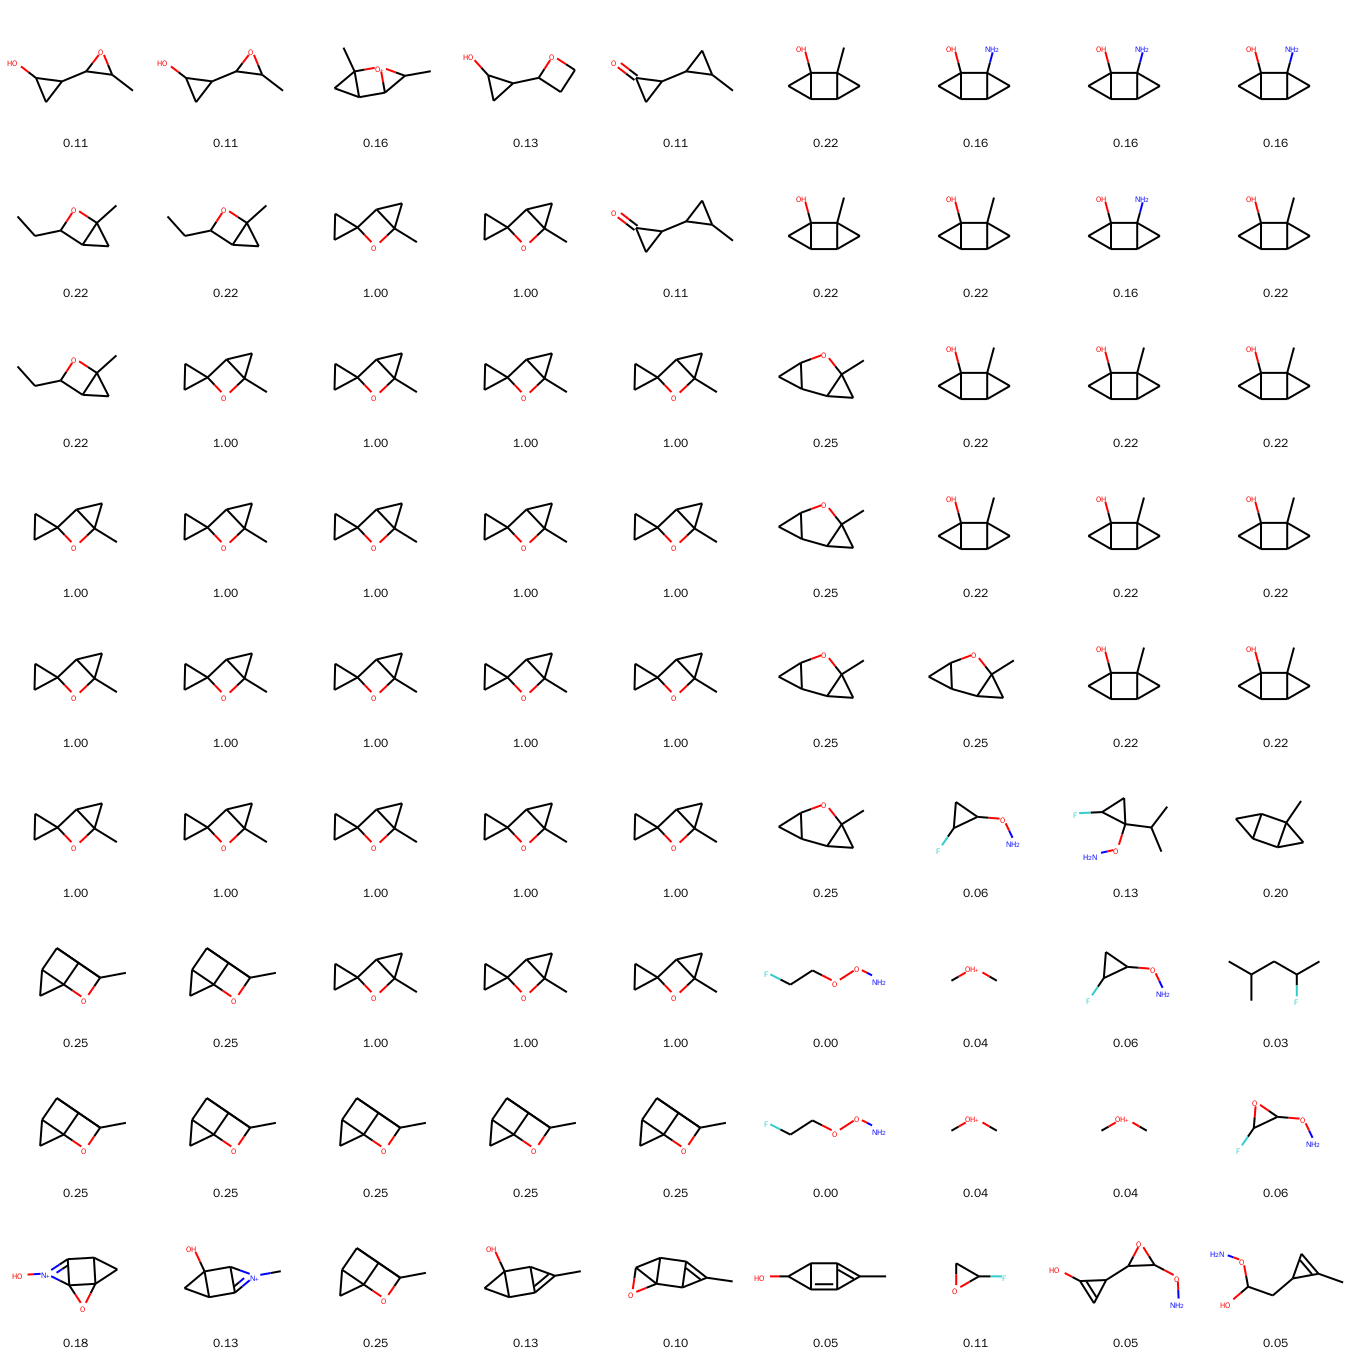 HO O HO O O HO O O OH OH NH₂ OH NH₂ OH NH₂
0.11 0.11 0.16 0.13 0.11 0.22 0.16 0.16 0.16
O O O O O OH OH OH NH₂ OH
0.22 0.22 1.00 1.00 0.11 0.22 0.22 0.16 0.22
O O O O O O OH OH OH
0.22 1.00 1.00 1.00 1.00 0.25 0.22 0.22 0.22
O O O O O O OH OH OH
1.00 1.00 1.00 1.00 1.00 0.25 0.22 0.22 0.22
O O O O O O O OH OH
1.00 1.00 1.00 1.00 1.00 0.25 0.25 0.22 0.22
O O O O O O F O NH₂ F H₂N O
1.00 1.00 1.00 1.00 1.00 0.25 0.06 0.13 0.20
O O O O O F O O NH₂ OH+ F O NH₂ F
0.25 0.25 1.00 1.00 1.00 0.00 0.04 0.06 0.03
O O O O O F O O NH₂ OH+ OH+ O F O NH₂
0.25 0.25 0.25 0.25 0.25 0.00 0.04 0.04 0.06
HO N+ O OH N+ O OH O HO O F HO O O NH₂ H₂N O HO
0.18 0.13 0.25 0.13 0.10 0.05 0.11 0.05 0.05